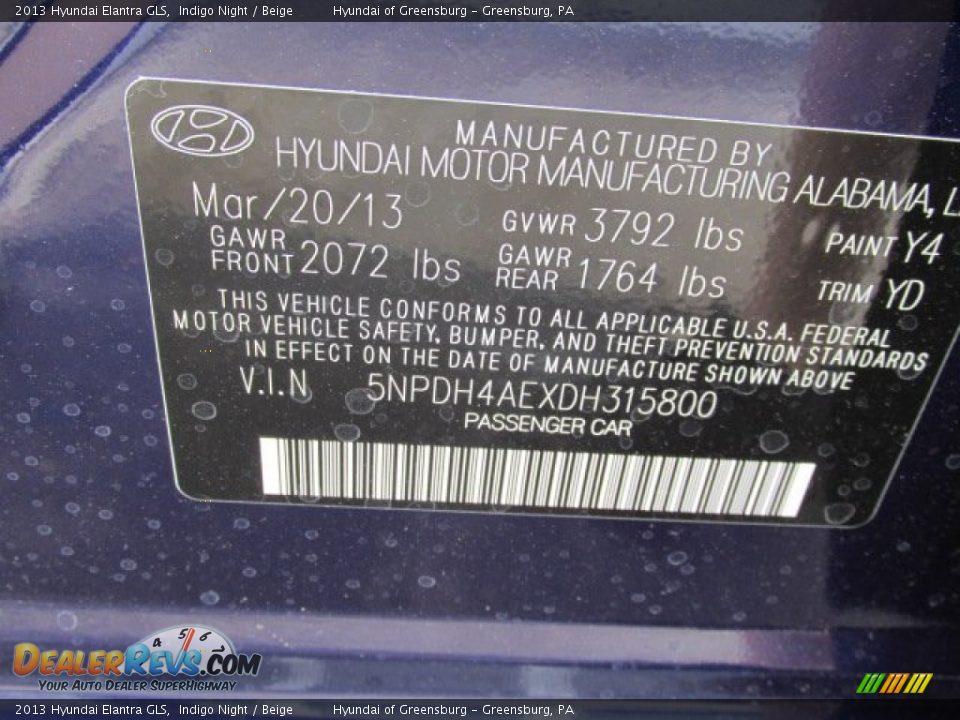 2013 Hyundai Elantra GLS, Indigo Night / Beige Hyundai of Greensburg - Greensburg, PA
MANUFACTURED BY
HYUNDAI MOTOR MANUFACTURING ALABAMA, L
Mar/20/13 GVWR 3792 lbs PAINT Y4
GAWR FRONT 2072 lbs GAWR REAR 1764 lbs TRIM YD
THIS VEHICLE CONFORMS TO ALL APPLICABLE U.S.A. FEDERAL
MOTOR VEHICLE SAFETY, BUMPER, AND THEFT PREVENTION STANDARDS
IN EFFECT ON THE DATE OF MANUFACTURE SHOWN ABOVE
V.I.N 5NPDH4AEXDH315800
PASSENGER CAR
4 5 6 7
DEALERREVS.COM
YOUR AUTO DEALER SUPERHIGHWAY
2013 Hyundai Elantra GLS, Indigo Night / Beige Hyundai of Greensburg - Greensburg, PA